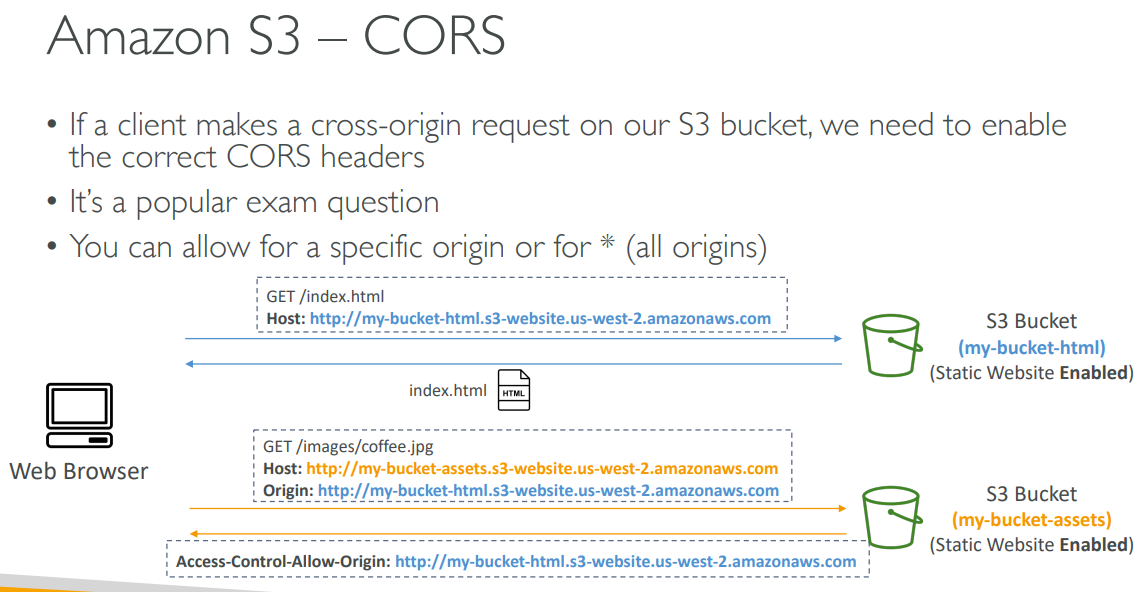 Amazon S3 – CORS
• If a client makes a cross-origin request on our S3 bucket, we need to enable
the correct CORS headers
• It's a popular exam question
• You can allow for a specific origin or for * (all origins)
GET /index.html
Host: http://my-bucket-html.s3-website.us-west-2.amazonaws.com
S3 Bucket
(my-bucket-html)
(Static Website Enabled)
index.html
HTML
Web Browser
GET /images/coffee.jpg
Host: http://my-bucket-assets.s3-website.us-west-2.amazonaws.com
Origin: http://my-bucket-html.s3-website.us-west-2.amazonaws.com
S3 Bucket
(my-bucket-assets)
(Static Website Enabled)
Access-Control-Allow-Origin: http://my-bucket-html.s3-website.us-west-2.amazonaws.com